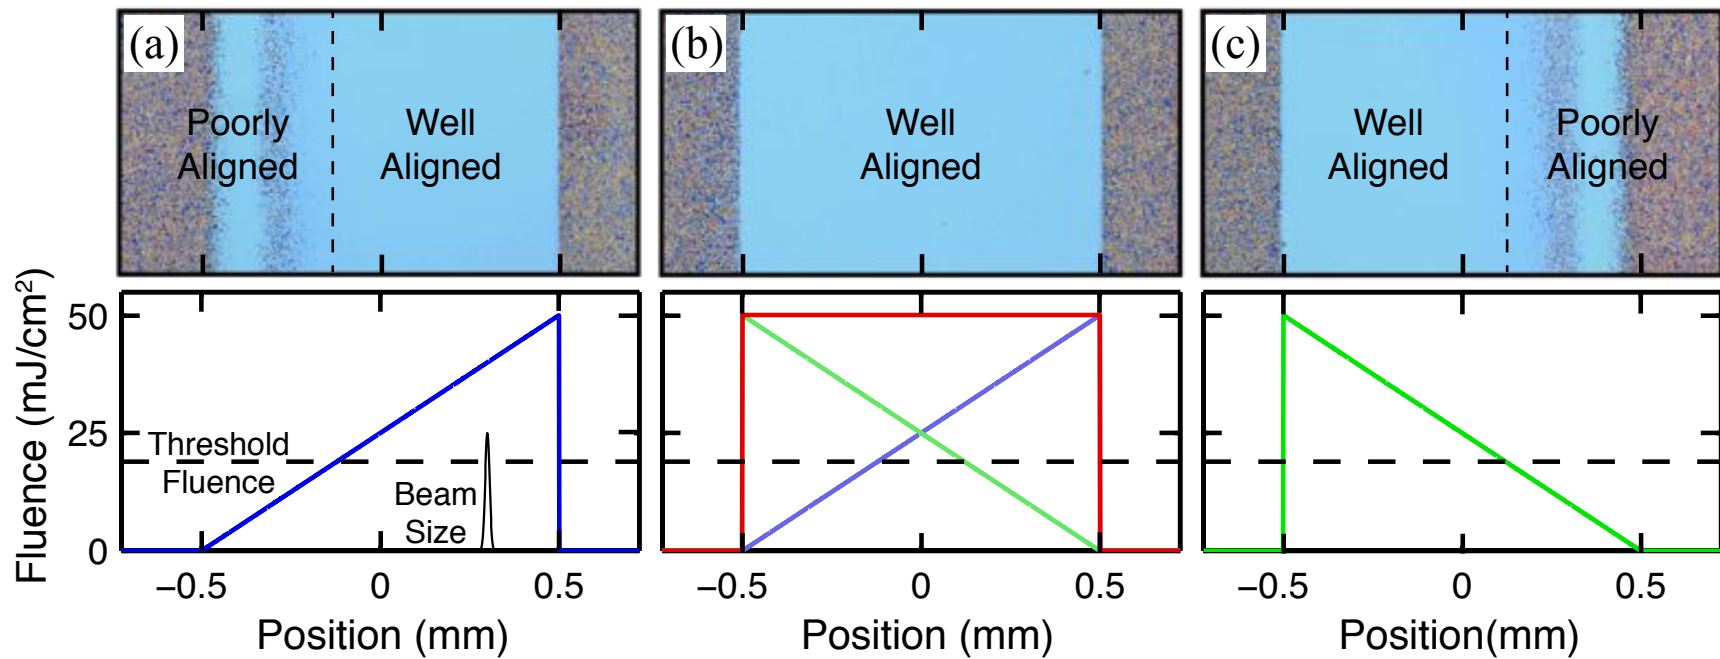 (a)
Poorly
Aligned
Well
Aligned
(b)
Well
Aligned
(c)
Well
Aligned
Poorly
Aligned
Fluence (mJ/cm²)
50
25
0
Threshold
Fluence
Beam
Size
−0.5 0 0.5
Position (mm)
−0.5 0 0.5
Position (mm)
−0.5 0 0.5
Position(mm)